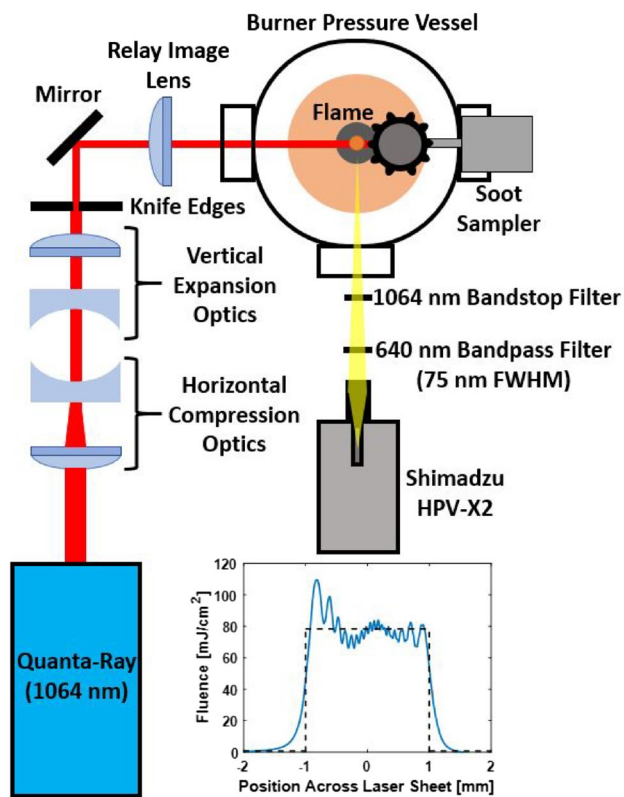 Burner Pressure Vessel
Relay Image
Lens
Mirror
Flame
Knife Edges
Soot
Sampler
Vertical
Expansion
Optics
1064 nm Bandstop Filter
640 nm Bandpass Filter
(75 nm FWHM)
Horizontal
Compression
Optics
Shimadzu
HPV-X2
Quanta-Ray
(1064 nm)
Fluence [mJ/cm²]
120
100
80
60
40
20
0
-2 -1 0 1 2
Position Across Laser Sheet [mm]